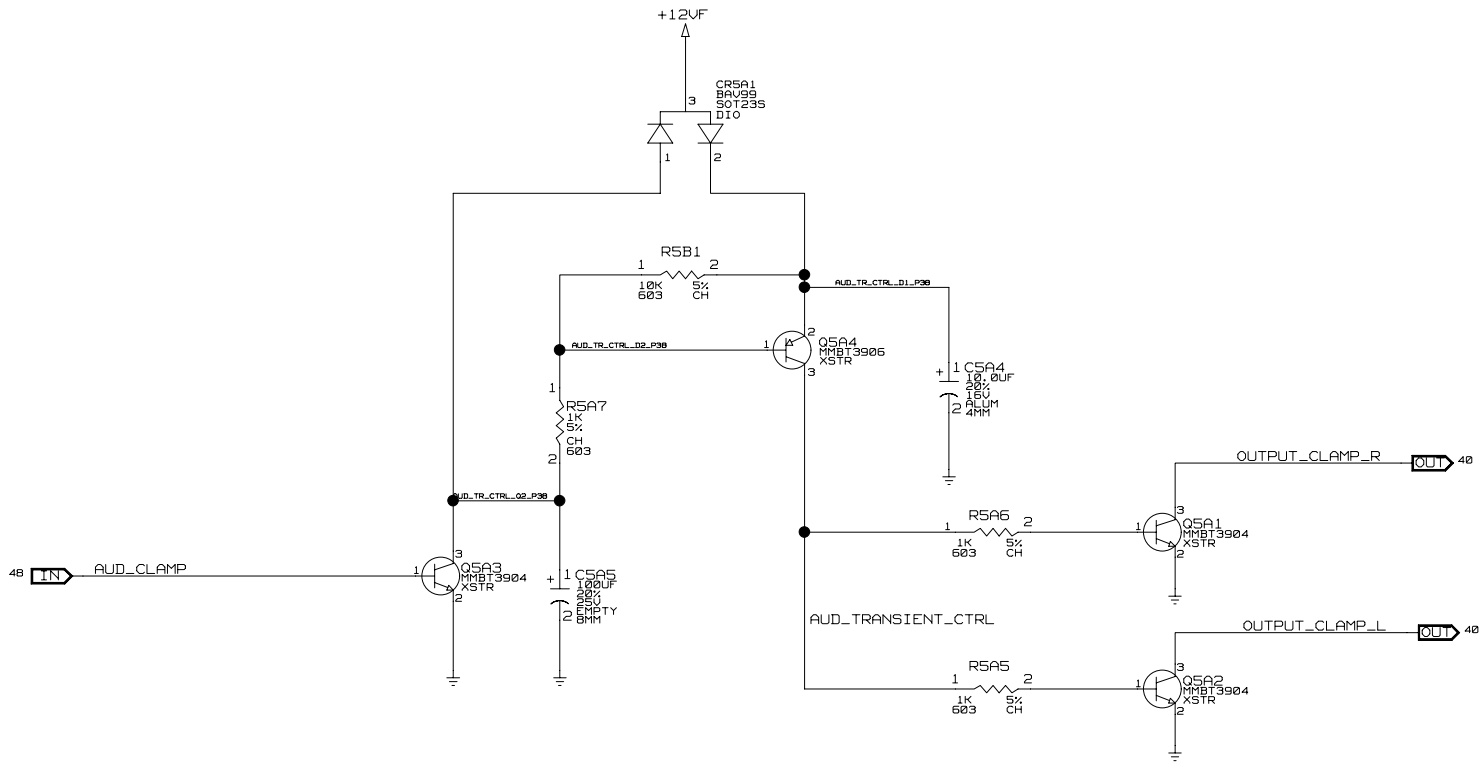 +12VF
3
CR5A1
BAV99
SOT23S
DIO
1
2
R5B1
1
2
10K
603
5%
CH
AUD_TR_CTRL_D1_P38
AUD_TR_CTRL_D2_P38
1
2
Q5A4
MMBT3906
XSTR
3
+
1
C5A4
10.0UF
20%
16V
ALUM
4MM
2
1
R5A7
1K
5%
CH
603
2
OUTPUT_CLAMP_R
OUT
40
AUD_TR_CTRL_Q2_P38
R5A6
1
2
1K
603
5%
CH
1
3
Q5A1
MMBT3904
XSTR
2
48
IN
AUD_CLAMP
1
3
Q5A3
MMBT3904
XSTR
2
+
1
C5A5
100UF
20%
25V
EMPTY
8MM
2
AUD_TRANSIENT_CTRL
OUTPUT_CLAMP_L
OUT
40
R5A5
1
2
1K
603
5%
CH
1
3
Q5A2
MMBT3904
XSTR
2